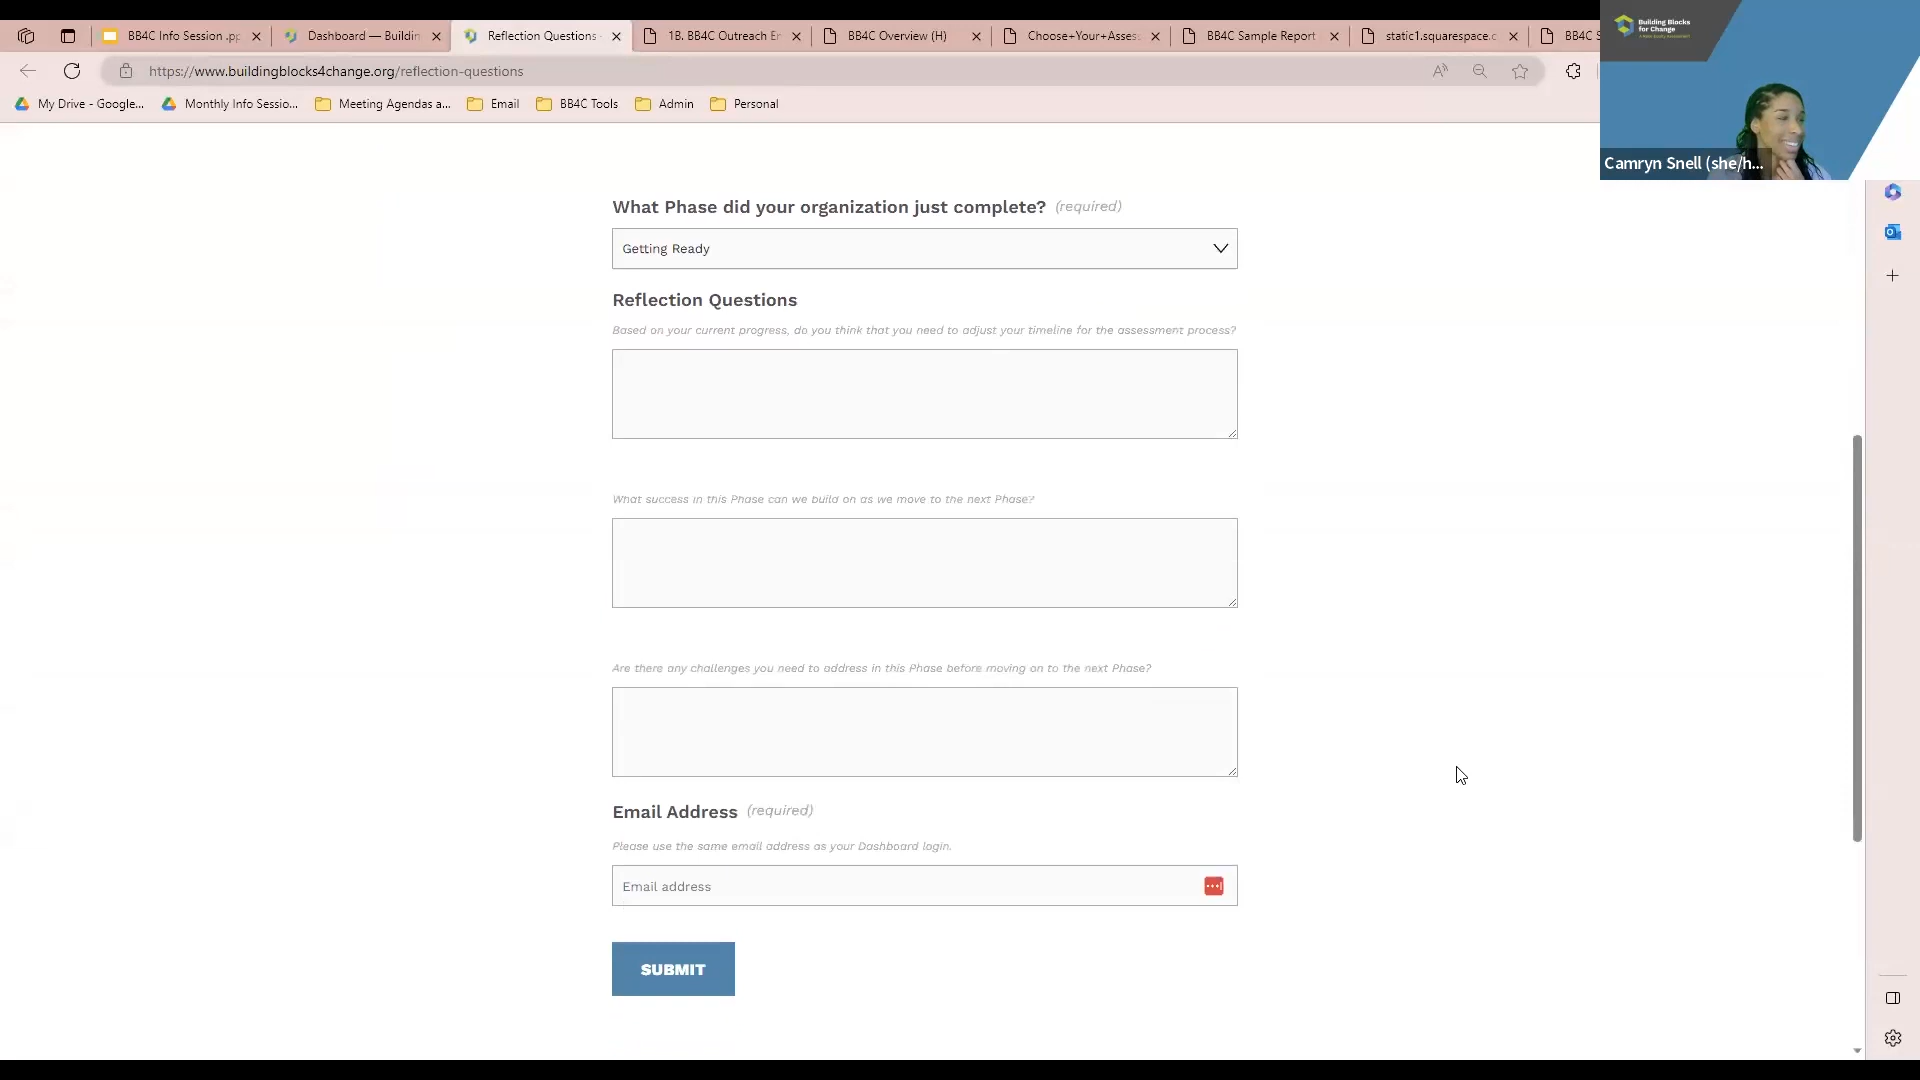 BB4C Info Session .pp
Dashboard — Buildin
Reflection Questions
1B. BB4C Outreach Em
BB4C Overview (H)
Choose+Your+Asses
BB4C Sample Report
static1.squarespace.c
BB4C S
Building Blocks
for Change
https://www.buildingblocks4change.org/reflection-questions
My Drive - Google...
Monthly Info Sessio...
Meeting Agendas a...
Email
BB4C Tools
Admin
Personal
Camryn Snell (she/h...
What Phase did your organization just complete? (required)
Getting Ready
Reflection Questions
Based on your current progress, do you think that you need to adjust your timeline for the assessment process?
What success in this Phase can we build on as we move to the next Phase?
Are there any challenges you need to address in this Phase before moving on to the next Phase?
Email Address (required)
Please use the same email address as your Dashboard login.
Email address
SUBMIT